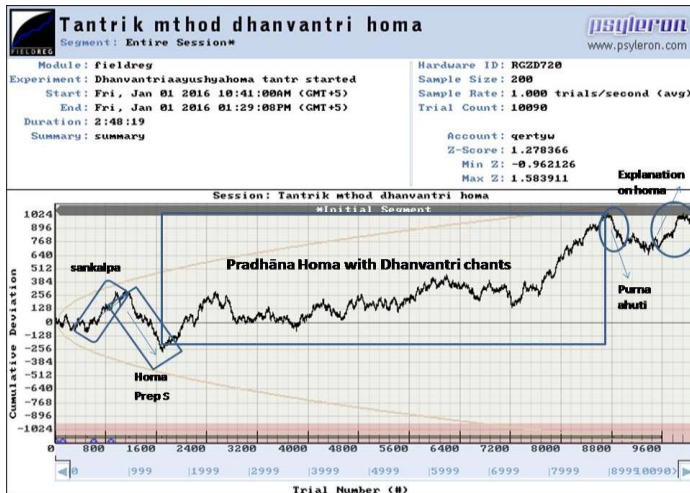 Tantrik mthod dhanvantri homa
Segment: Entire Session*
FIELDREG
psyleron
www.psyleron.com
Module: fieldreg
Experiment: Dhanvantriaayushyahoma tantr started
Start: Fri, Jan 01 2016 10:41:00AM (GMT+5)
End: Fri, Jan 01 2016 01:29:08PM (GMT+5)
Duration: 2:48:19
Summary: summary
Hardware ID: RGZD720
Sample Size: 200
Sample Rate: 1.000 trials/second (avg)
Trial Count: 10090
Account: qertyw
Z-Score: 1.278366
Min Z: -0.962126
Max Z: 1.583911
Explanation
on homa
Session: Tantrik mthod dhanvantri homa
*Initial Segment
Cumulative Deviation
1024
896
768
640
512
384
256
128
0
-128
-256
-384
-512
-640
-768
-896
-1024
sankalpa
Pradhāna Homa with Dhanvantri chants
Purna
ahuti
Homa
Prep S
0 800 1600 2400 3200 4000 4800 5600 6400 7200 8000 8800 9600
0 |999 |1999 |2999 |3999 |4999 |5999 |6999 |7999 |8999 10090|
Trial Number (#)